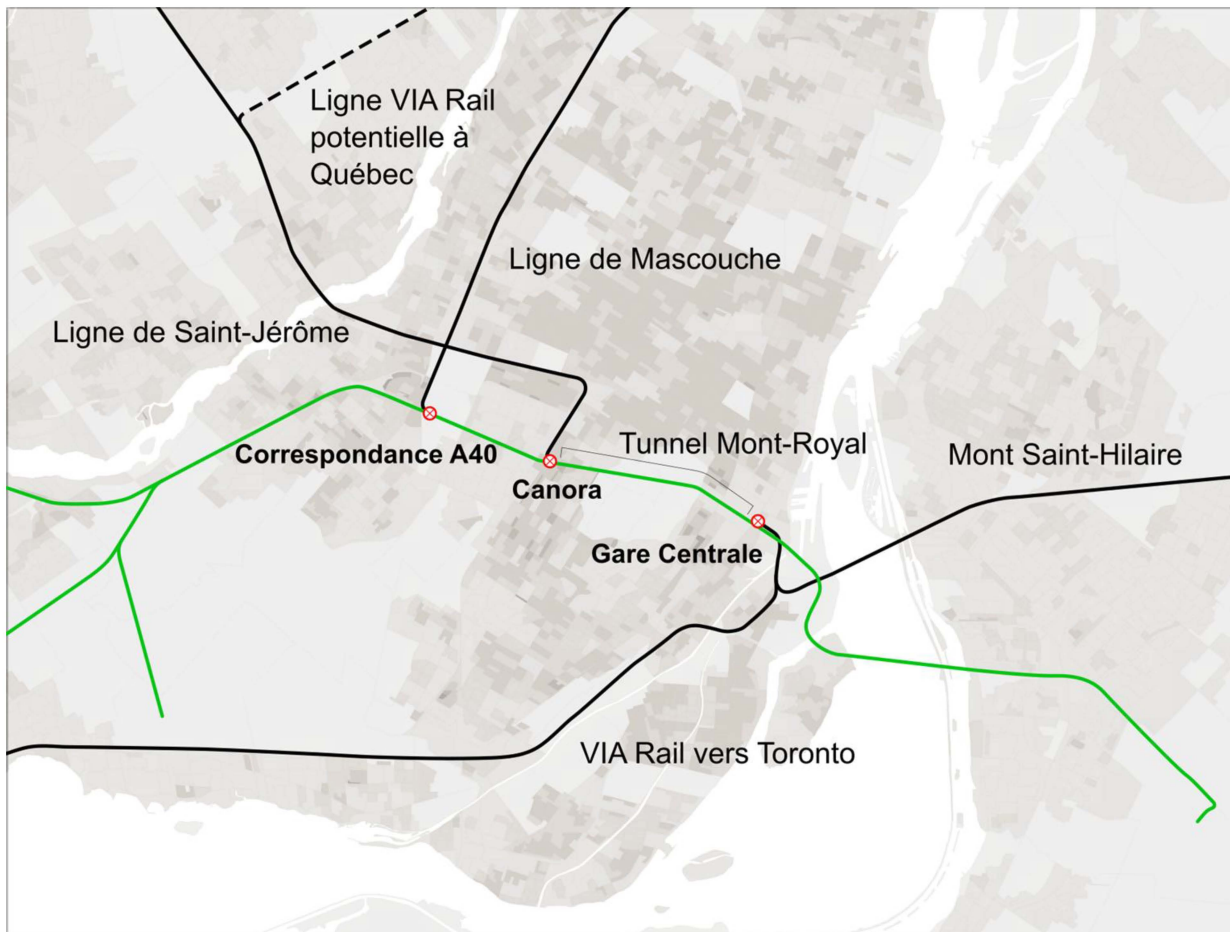 Ligne VIA Rail
potentielle à
Québec
Ligne de Mascouche
Ligne de Saint-Jérôme
Tunnel Mont-Royal
Correspondance A40
Mont Saint-Hilaire
Canora
Gare Centrale
VIA Rail vers Toronto